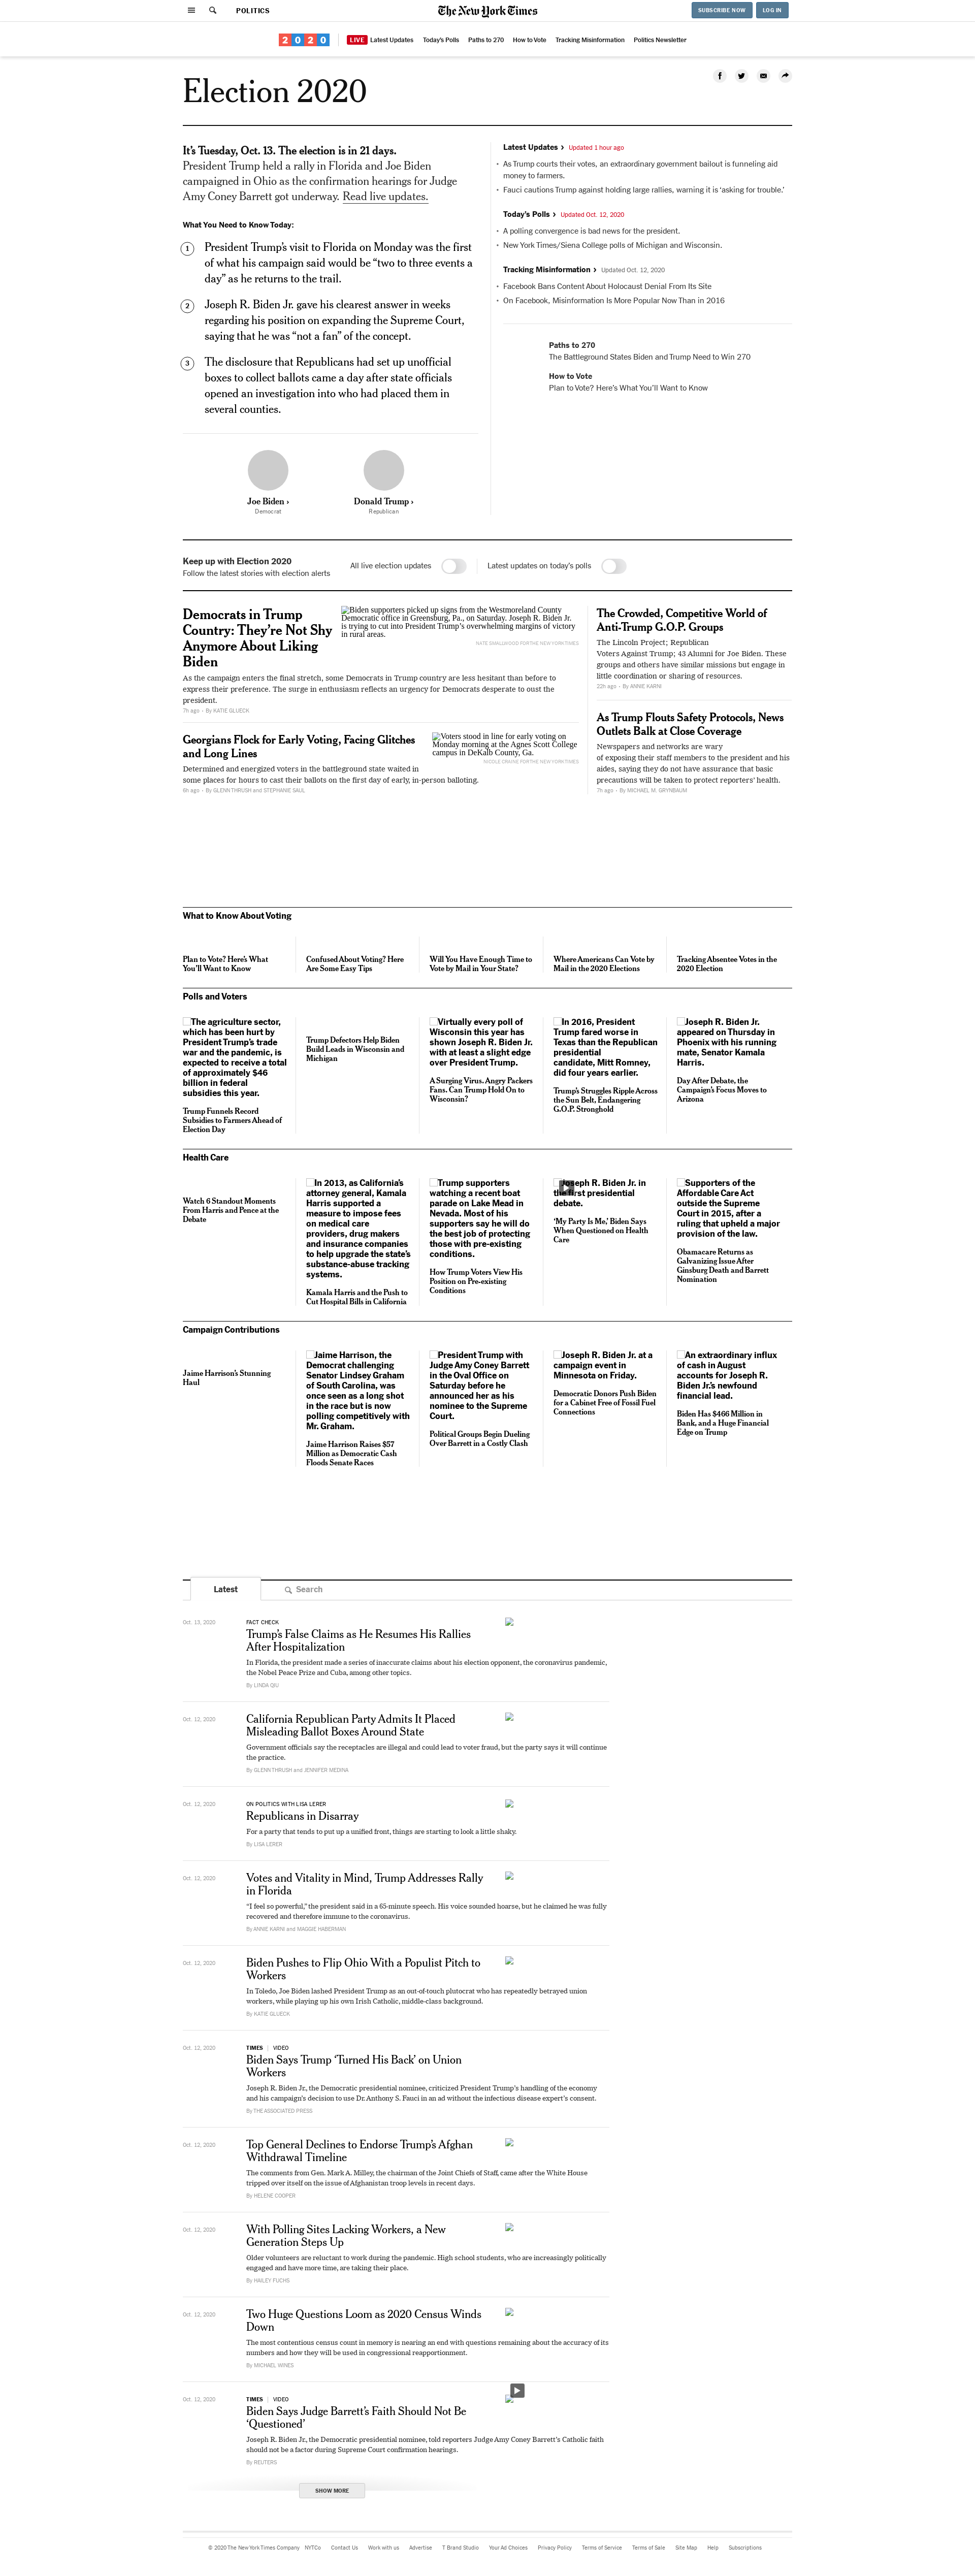 POLITICS
The New York Times
SUBSCRIBE NOW
LOG IN
2020
LIVE Latest Updates
Today's Polls
Paths to 270
How to Vote
Tracking Misinformation
Politics Newsletter
Election 2020
It's Tuesday, Oct. 13. The election is in 21 days.
President Trump held a rally in Florida and Joe Biden
campaigned in Ohio as the confirmation hearings for Judge
Amy Coney Barrett got underway. Read live updates.
What You Need to Know Today:
1
President Trump's visit to Florida on Monday was the first
of what his campaign said would be “two to three events a
day” as he returns to the trail.
2
Joseph R. Biden Jr. gave his clearest answer in weeks
regarding his position on expanding the Supreme Court,
saying that he was “not a fan” of the concept.
3
The disclosure that Republicans had set up unofficial
boxes to collect ballots came a day after state officials
opened an investigation into who had placed them in
several counties.
Joe Biden ›
Democrat
Donald Trump ›
Republican
Latest Updates › Updated 1 hour ago
• As Trump courts their votes, an extraordinary government bailout is funneling aid
money to farmers.
• Fauci cautions Trump against holding large rallies, warning it is ‘asking for trouble.’
Today's Polls › Updated Oct. 12, 2020
• A polling convergence is bad news for the president.
• New York Times/Siena College polls of Michigan and Wisconsin.
Tracking Misinformation › Updated Oct. 12, 2020
• Facebook Bans Content About Holocaust Denial From Its Site
• On Facebook, Misinformation Is More Popular Now Than in 2016
Paths to 270
The Battleground States Biden and Trump Need to Win 270
How to Vote
Plan to Vote? Here's What You'll Want to Know
Keep up with Election 2020
Follow the latest stories with election alerts
All live election updates
Latest updates on today's polls
Democrats in Trump
Country: They're Not Shy
Anymore About Liking
Biden
Biden supporters picked up signs from the Westmoreland County
Democratic office in Greensburg, Pa., on Saturday. Joseph R. Biden Jr.
is trying to cut into President Trump's overwhelming margins of victory
in rural areas.
NATE SMALLWOOD FOR THE NEW YORK TIMES
As the campaign enters the final stretch, some Democrats in Trump country are less hesitant than before to
express their preference. The surge in enthusiasm reflects an urgency for Democrats desperate to oust the
president.
7h ago • By KATIE GLUECK
Georgians Flock for Early Voting, Facing Glitches
and Long Lines
Voters stood in line for early voting on
Monday morning at the Agnes Scott College
campus in DeKalb County, Ga.
NICOLE CRAINE FOR THE NEW YORK TIMES
Determined and energized voters in the battleground state waited in
some places for hours to cast their ballots on the first day of early, in-person balloting.
6h ago • By GLENN THRUSH and STEPHANIE SAUL
The Crowded, Competitive World of
Anti-Trump G.O.P. Groups
The Lincoln Project; Republican
Voters Against Trump; 43 Alumni for Joe Biden. These
groups and others have similar missions but engage in
little coordination or sharing of resources.
22h ago • By ANNIE KARNI
As Trump Flouts Safety Protocols, News
Outlets Balk at Close Coverage
Newspapers and networks are wary
of exposing their staff members to the president and his
aides, saying they do not have assurance that basic
precautions will be taken to protect reporters' health.
7h ago • By MICHAEL M. GRYNBAUM
What to Know About Voting
Plan to Vote? Here's What
You'll Want to Know
Confused About Voting? Here
Are Some Easy Tips
Will You Have Enough Time to
Vote by Mail in Your State?
Where Americans Can Vote by
Mail in the 2020 Elections
Tracking Absentee Votes in the
2020 Election
Polls and Voters
The agriculture sector,
which has been hurt by
President Trump's trade
war and the pandemic, is
expected to receive a total
of approximately $46
billion in federal
subsidies this year.
Trump Funnels Record
Subsidies to Farmers Ahead of
Election Day
Trump Defectors Help Biden
Build Leads in Wisconsin and
Michigan
Virtually every poll of
Wisconsin this year has
shown Joseph R. Biden Jr.
with at least a slight edge
over President Trump.
A Surging Virus. Angry Packers
Fans. Can Trump Hold On to
Wisconsin?
In 2016, President
Trump fared worse in
Texas than the Republican
presidential
candidate, Mitt Romney,
did four years earlier.
Trump's Struggles Ripple Across
the Sun Belt, Endangering
G.O.P. Stronghold
Joseph R. Biden Jr.
appeared on Thursday in
Phoenix with his running
mate, Senator Kamala
Harris.
Day After Debate, the
Campaign's Focus Moves to
Arizona
Health Care
Watch 6 Standout Moments
From Harris and Pence at the
Debate
In 2013, as California's
attorney general, Kamala
Harris supported a
measure to impose fees
on medical care
providers, drug makers
and insurance companies
to help upgrade the state's
substance-abuse tracking
systems.
Kamala Harris and the Push to
Cut Hospital Bills in California
Trump supporters
watching a recent boat
parade on Lake Mead in
Nevada. Most of his
supporters say he will do
the best job of protecting
those with pre-existing
conditions.
How Trump Voters View His
Position on Pre-existing
Conditions
Joseph R. Biden Jr. in
the first presidential
debate.
‘My Party Is Me,’ Biden Says
When Questioned on Health
Care
Supporters of the
Affordable Care Act
outside the Supreme
Court in 2015, after a
ruling that upheld a major
provision of the law.
Obamacare Returns as
Galvanizing Issue After
Ginsburg Death and Barrett
Nomination
Campaign Contributions
Jaime Harrison's Stunning
Haul
Jaime Harrison, the
Democrat challenging
Senator Lindsey Graham
of South Carolina, was
once seen as a long shot
in the race but is now
polling competitively with
Mr. Graham.
Jaime Harrison Raises $57
Million as Democratic Cash
Floods Senate Races
President Trump with
Judge Amy Coney Barrett
in the Oval Office on
Saturday before he
announced her as his
nominee to the Supreme
Court.
Political Groups Begin Dueling
Over Barrett in a Costly Clash
Joseph R. Biden Jr. at a
campaign event in
Minnesota on Friday.
Democratic Donors Push Biden
for a Cabinet Free of Fossil Fuel
Connections
An extraordinary influx
of cash in August
accounts for Joseph R.
Biden Jr.'s newfound
financial lead.
Biden Has $466 Million in
Bank, and a Huge Financial
Edge on Trump
Latest
Search
Oct. 13, 2020
FACT CHECK
Trump's False Claims as He Resumes His Rallies
After Hospitalization
In Florida, the president made a series of inaccurate claims about his election opponent, the coronavirus pandemic,
the Nobel Peace Prize and Cuba, among other topics.
By LINDA QIU
Oct. 12, 2020
California Republican Party Admits It Placed
Misleading Ballot Boxes Around State
Government officials say the receptacles are illegal and could lead to voter fraud, but the party says it will continue
the practice.
By GLENN THRUSH and JENNIFER MEDINA
Oct. 12, 2020
ON POLITICS WITH LISA LERER
Republicans in Disarray
For a party that tends to put up a unified front, things are starting to look a little shaky.
By LISA LERER
Oct. 12, 2020
Votes and Vitality in Mind, Trump Addresses Rally
in Florida
“I feel so powerful,” the president said in a 65-minute speech. His voice sounded hoarse, but he claimed he was fully
recovered and therefore immune to the coronavirus.
By ANNIE KARNI and MAGGIE HABERMAN
Oct. 12, 2020
Biden Pushes to Flip Ohio With a Populist Pitch to
Workers
In Toledo, Joe Biden lashed President Trump as an out-of-touch plutocrat who has repeatedly betrayed union
workers, while playing up his own Irish Catholic, middle-class background.
By KATIE GLUECK
Oct. 12, 2020
TIMES | VIDEO
Biden Says Trump ‘Turned His Back’ on Union
Workers
Joseph R. Biden Jr., the Democratic presidential nominee, criticized President Trump's handling of the economy
and his campaign's decision to use Dr. Anthony S. Fauci in an ad without the infectious disease expert's consent.
By THE ASSOCIATED PRESS
Oct. 12, 2020
Top General Declines to Endorse Trump's Afghan
Withdrawal Timeline
The comments from Gen. Mark A. Milley, the chairman of the Joint Chiefs of Staff, came after the White House
tripped over itself on the issue of Afghanistan troop levels in recent days.
By HELENE COOPER
Oct. 12, 2020
With Polling Sites Lacking Workers, a New
Generation Steps Up
Older volunteers are reluctant to work during the pandemic. High school students, who are increasingly politically
engaged and have more time, are taking their place.
By HAILEY FUCHS
Oct. 12, 2020
Two Huge Questions Loom as 2020 Census Winds
Down
The most contentious census count in memory is nearing an end with questions remaining about the accuracy of its
numbers and how they will be used in congressional reapportionment.
By MICHAEL WINES
Oct. 12, 2020
TIMES | VIDEO
Biden Says Judge Barrett's Faith Should Not Be
‘Questioned’
Joseph R. Biden Jr., the Democratic presidential nominee, told reporters Judge Amy Coney Barrett's Catholic faith
should not be a factor during Supreme Court confirmation hearings.
By REUTERS
SHOW MORE
© 2020 The New York Times Company
NYTCo
Contact Us
Work with us
Advertise
T Brand Studio
Your Ad Choices
Privacy Policy
Terms of Service
Terms of Sale
Site Map
Help
Subscriptions